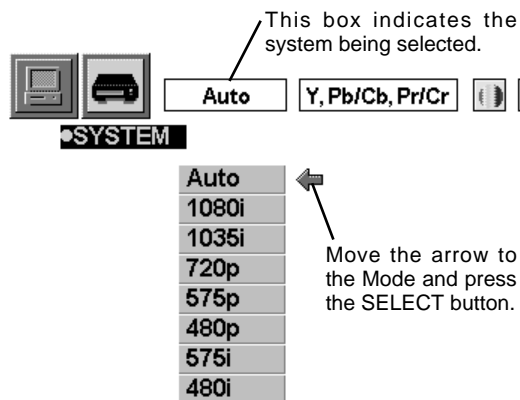 This box indicates the
system being selected.
Auto
Y, Pb/Cb, Pr/Cr
●SYSTEM
Auto
1080i
1035i
720p
575p
480p
575i
480i
Move the arrow to
the Mode and press
the SELECT button.